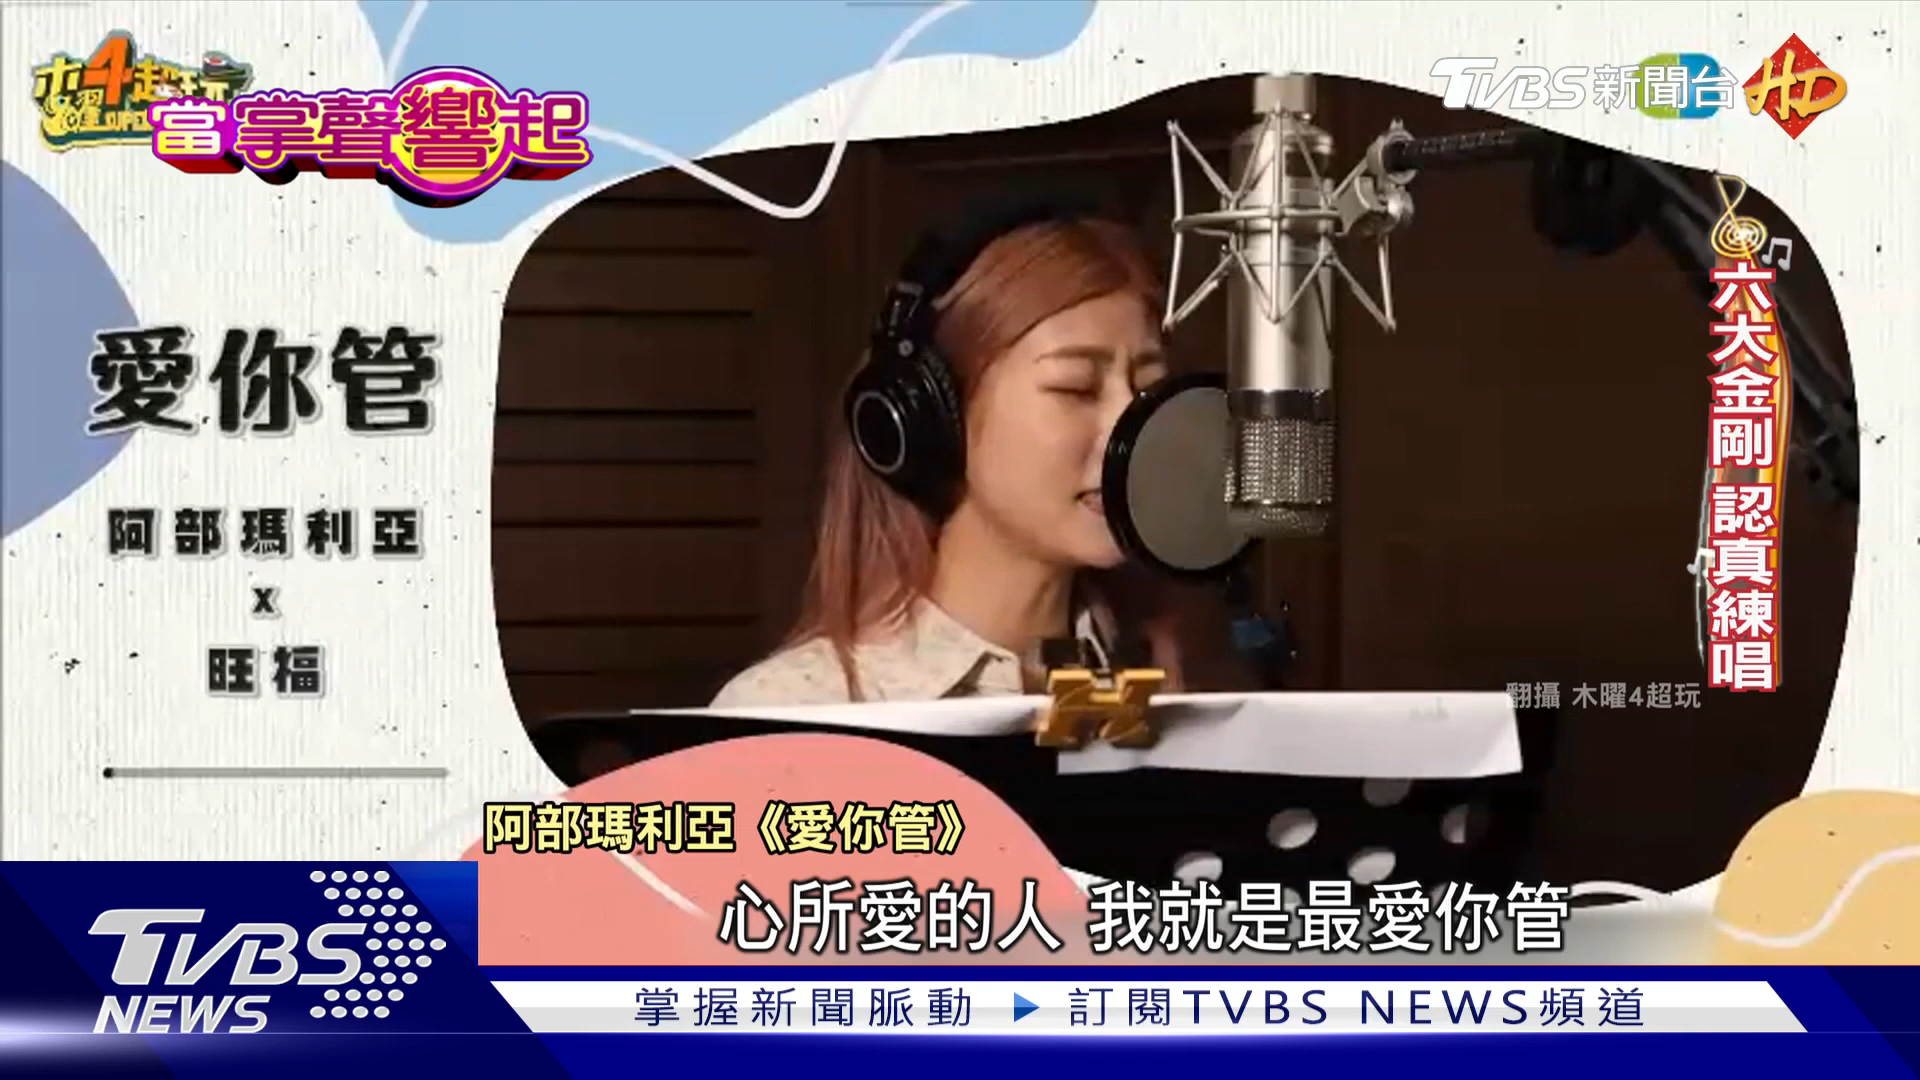 木4超玩
當掌聲響起
TVBS新聞台
HD
愛你管
阿部瑪利亞
x
旺福
六大金剛 認真練唱
翻攝 木曜4超玩
阿部瑪利亞《愛你管》
心所愛的人 我就是最愛你管
TVBS
NEWS
掌握新聞脈動 ▶ 訂閱TVBS NEWS頻道